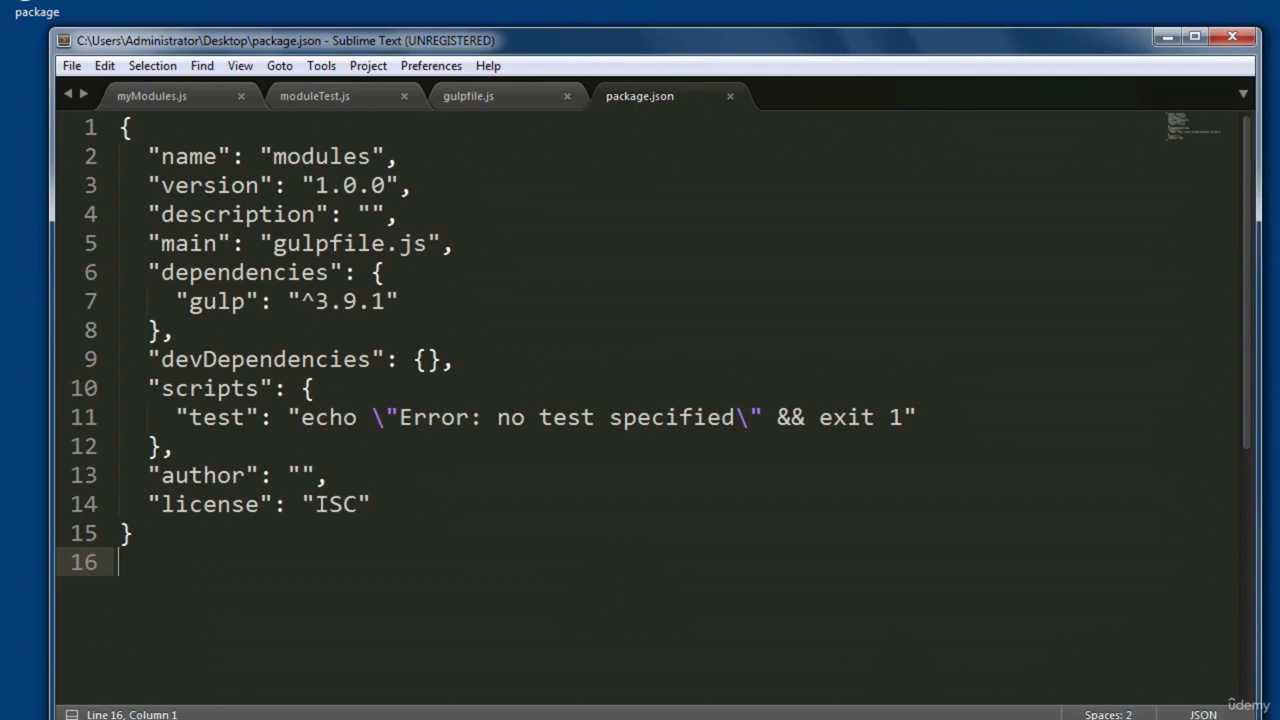 package
C:\Users\Administrator\Desktop\package.json - Sublime Text (UNREGISTERED)
File Edit Selection Find View Goto Tools Project Preferences Help
myModules.js moduleTest.js gulpfile.js package.json
1 {
2 "name": "modules",
3 "version": "1.0.0",
4 "description": "",
5 "main": "gulpfile.js",
6 "dependencies": {
7 "gulp": "^3.9.1"
8 },
9 "devDependencies": {},
10 "scripts": {
11 "test": "echo \"Error: no test specified\" && exit 1"
12 },
13 "author": "",
14 "license": "ISC"
15 }
16
Line 16, Column 1 Spaces: 2 JSON
udemy